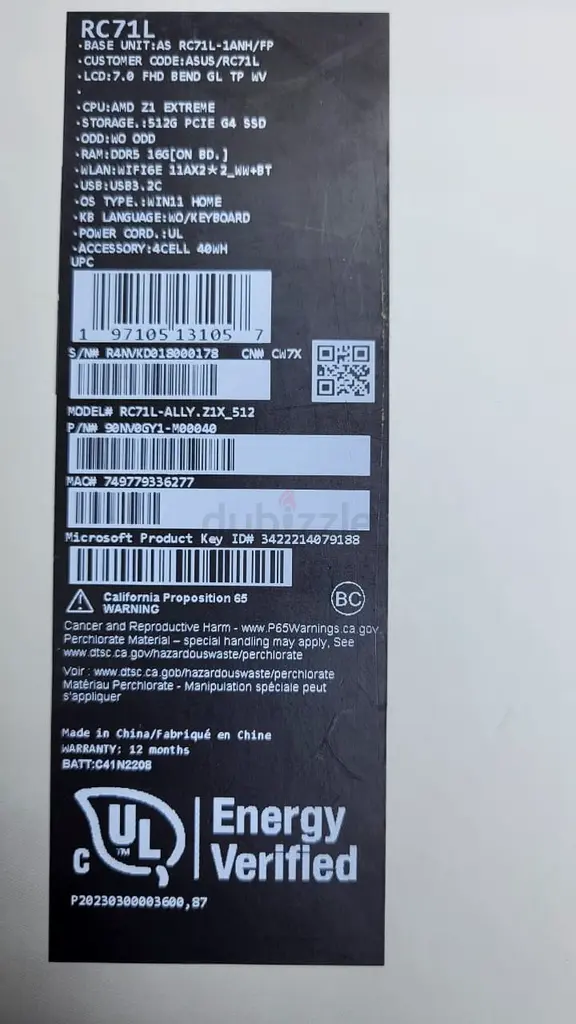 RC71L
·BASE UNIT:AS RC71L-1ANH/FP
·CUSTOMER CODE:ASUS/RC71L
·LCD:7.0 FHD BEND GL TP WV
·
·CPU:AMD Z1 EXTREME
·STORAGE.:512G PCIE G4 SSD
·ODD:WO ODD
·RAM:DDR5 16G[ON BD.]
·WLAN:WIFI6E 11AX2*2_WW+BT
·USB:USB3.2C
·OS TYPE.:WIN11 HOME
·KB LANGUAGE:WO/KEYBOARD
·POWER CORD.:UL
·ACCESSORY:4CELL 40WH
UPC
1 97105 13105 7
S/N# R4NVKD018000178 CN# CW7X
MODEL# RC71L-ALLY.Z1X_512
P/N# 90NV0GY1-M00040
MAC# 749779336277
dubizzle
Microsoft Product Key ID# 3422214079188
California Proposition 65
WARNING
BC
Cancer and Reproductive Harm - www.P65Warnings.ca.gov
Perchlorate Material – special handling may apply, See
www.dtsc.ca.gov/hazardouswaste/perchlorate
Voir : www.dtsc.ca.gob/hazardouswaste/perchlorate
Matériau Perchlorate - Manipulation spéciale peut
s'appliquer
Made in China/Fabriqué en Chine
WARRANTY: 12 months
BATT:C41N2208
C UL ™
Energy
Verified
P20230300003600,87